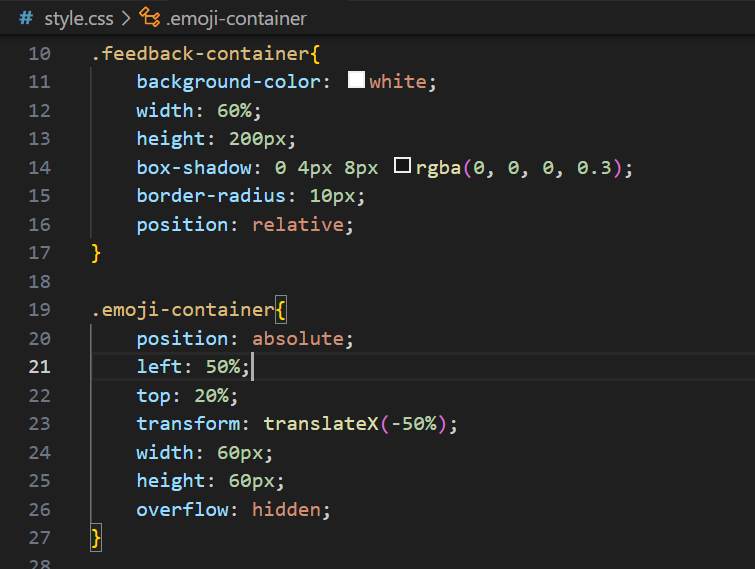 # style.css > .emoji-container
10 .feedback-container{
11     background-color: white;
12     width: 60%;
13     height: 200px;
14     box-shadow: 0 4px 8px rgba(0, 0, 0, 0.3);
15     border-radius: 10px;
16     position: relative;
17 }
18
19 .emoji-container{
20     position: absolute;
21     left: 50%;
22     top: 20%;
23     transform: translateX(-50%);
24     width: 60px;
25     height: 60px;
26     overflow: hidden;
27 }
28